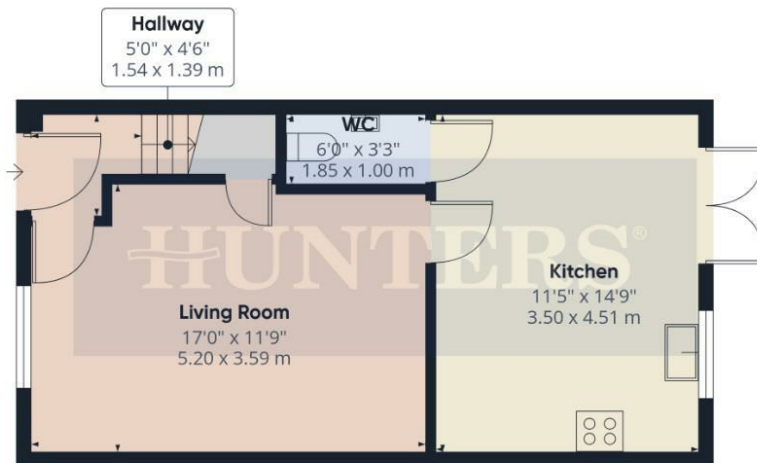 Hallway
5'0" x 4'6"
1.54 x 1.39 m
WC
6'0" x 3'3"
1.85 x 1.00 m
HUNTERS®
Kitchen
11'5" x 14'9"
3.50 x 4.51 m
Living Room
17'0" x 11'9"
5.20 x 3.59 m